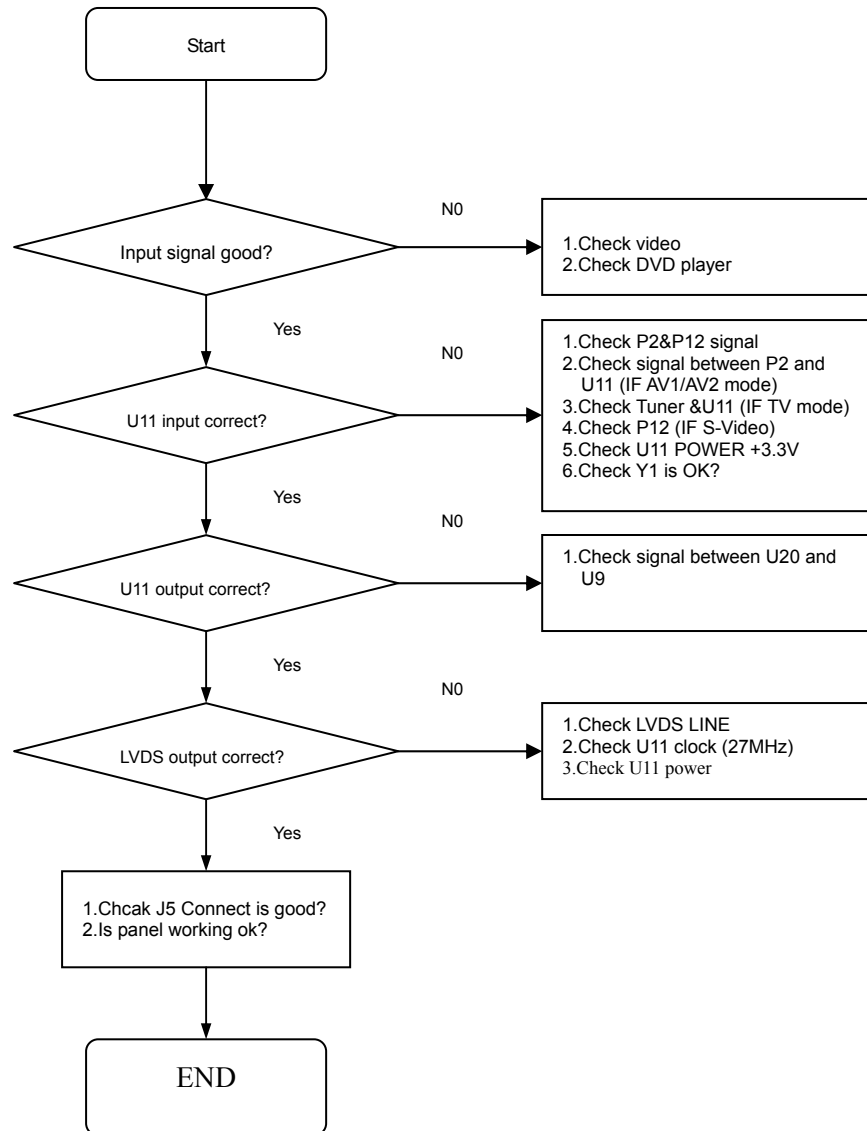 Start
N0
Input signal good?
1.Check video
2.Check DVD player
Yes
N0
U11 input correct?
1.Check P2&P12 signal
2.Check signal between P2 and
U11 (IF AV1/AV2 mode)
3.Check Tuner &U11 (IF TV mode)
4.Check P12 (IF S-Video)
5.Check U11 POWER +3.3V
6.Check Y1 is OK?
Yes
N0
U11 output correct?
1.Check signal between U20 and
U9
Yes
N0
LVDS output correct?
1.Check LVDS LINE
2.Check U11 clock (27MHz)
3.Check U11 power
Yes
1.Chcak J5 Connect is good?
2.Is panel working ok?
END